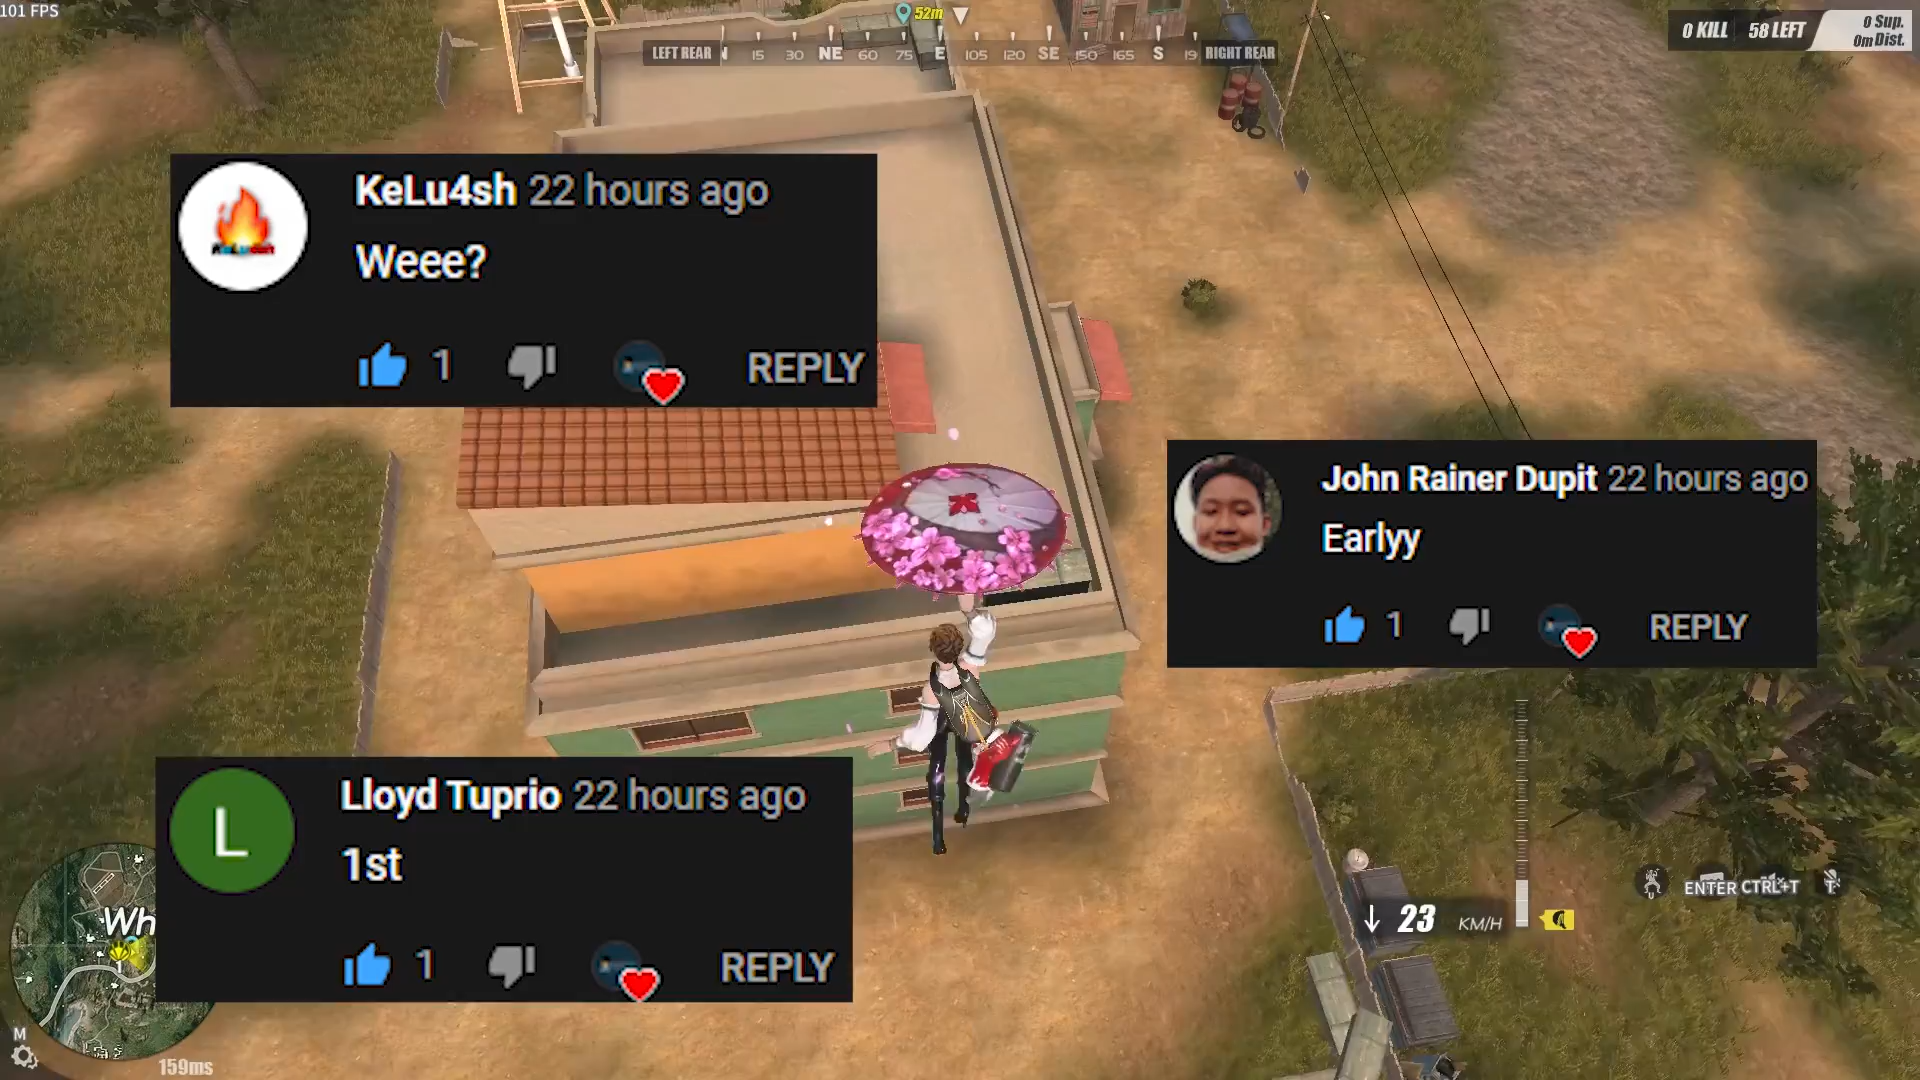 101 FPS
52m
LEFT REAR 15 30 NE 60 75 E 105 120 SE 150 165 S 19 RIGHT REAR
0 KILL 58 LEFT
0 Sup.
0m Dist.
KeLu4sh 22 hours ago
Weee?
1 REPLY
John Rainer Dupit 22 hours ago
Earlyy
1 REPLY
Lloyd Tuprio 22 hours ago
L
1st
1 REPLY
23 KM/H
ENTER CTRL+T T
Wh
M
159ms